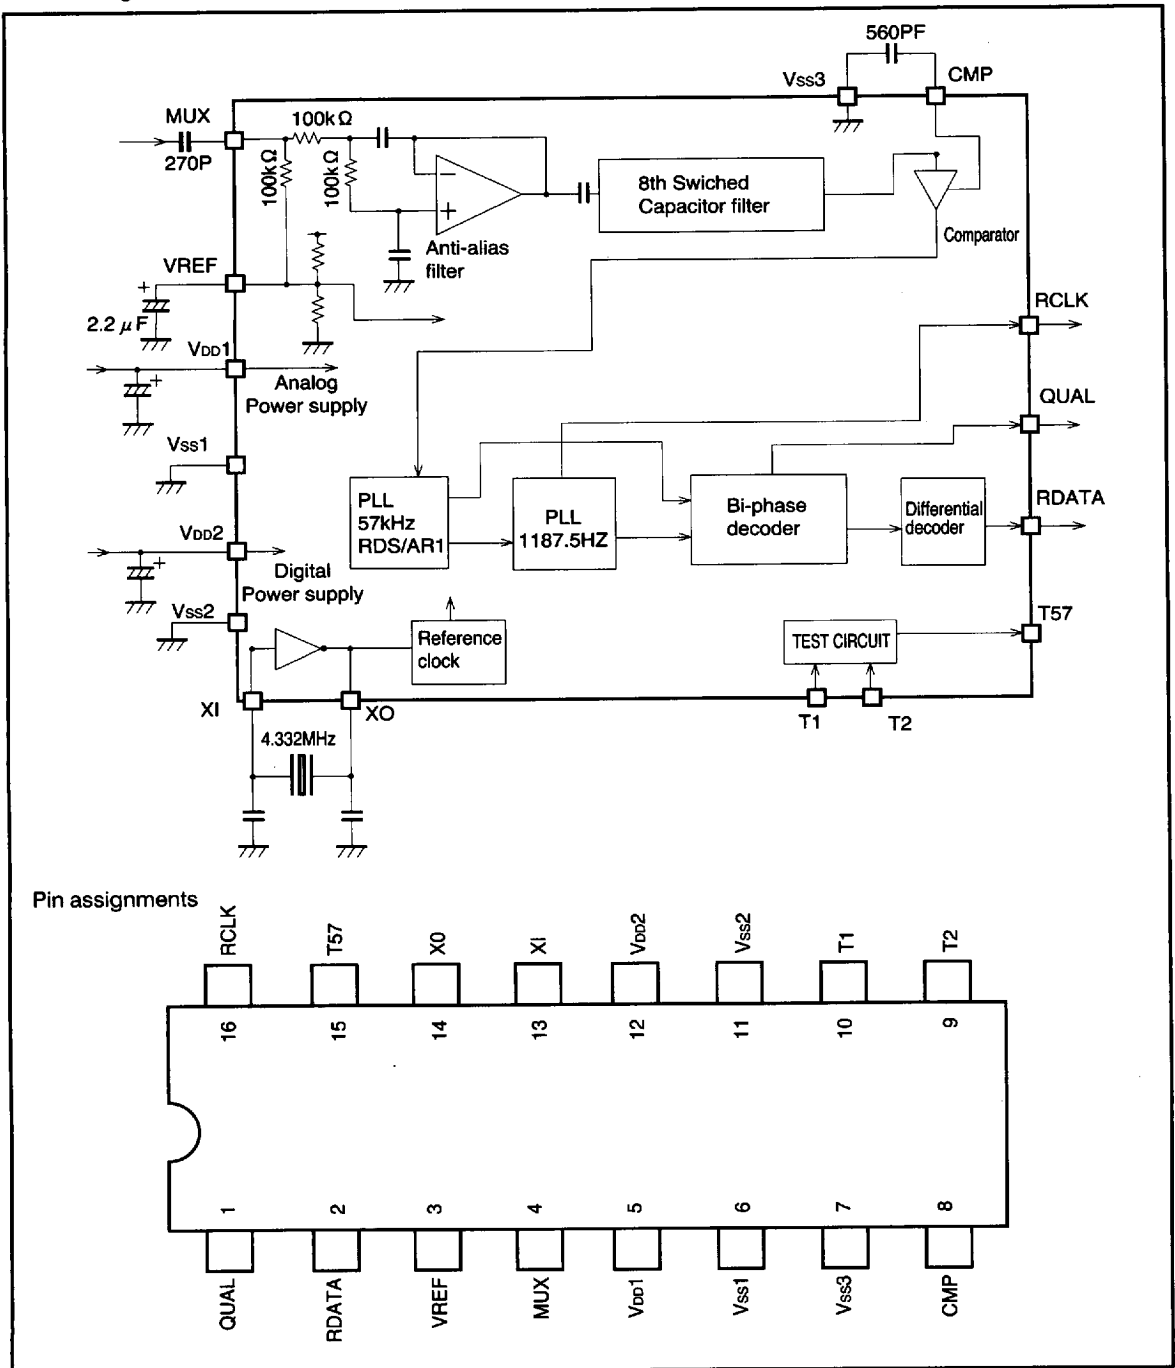 560PF
Vss3
CMP
MUX
100kΩ
270P
100kΩ
100kΩ
8th Swiched
Capacitor filter
Anti-alias
filter
Comparator
VREF
+
2.2 μF
VDD1
Analog
Power supply
RCLK
QUAL
Vss1
PLL
57kHz
RDS/AR1
PLL
1187.5HZ
Bi-phase
decoder
Differential
decoder
RDATA
VDD2
Digital
Power supply
Vss2
Reference
clock
TEST CIRCUIT
T57
XI
XO
T1
T2
4.332MHz
Pin assignments
RCLK
T57
X0
XI
VDD2
Vss2
T1
T2
16
15
14
13
12
11
10
9
1
2
3
4
5
6
7
8
QUAL
RDATA
VREF
MUX
VDD1
Vss1
Vss3
CMP